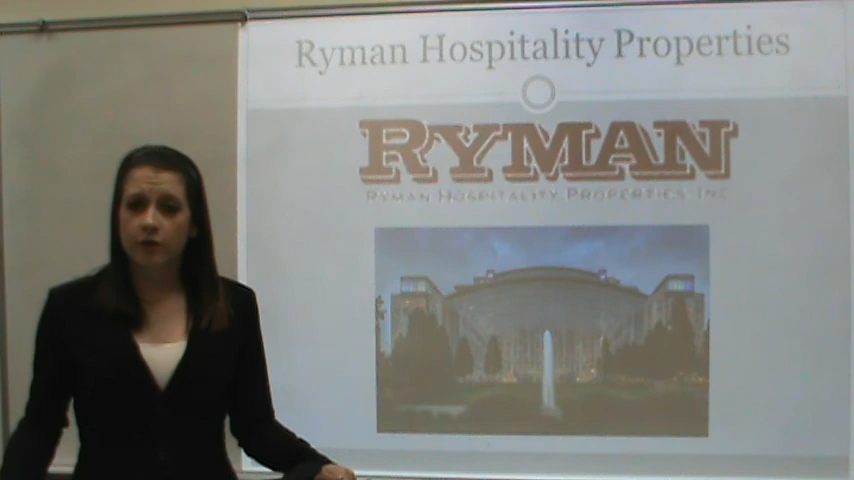 Ryman Hospitality Properties
RYMAN
RYMAN HOSPITALITY PROPERTIES, INC